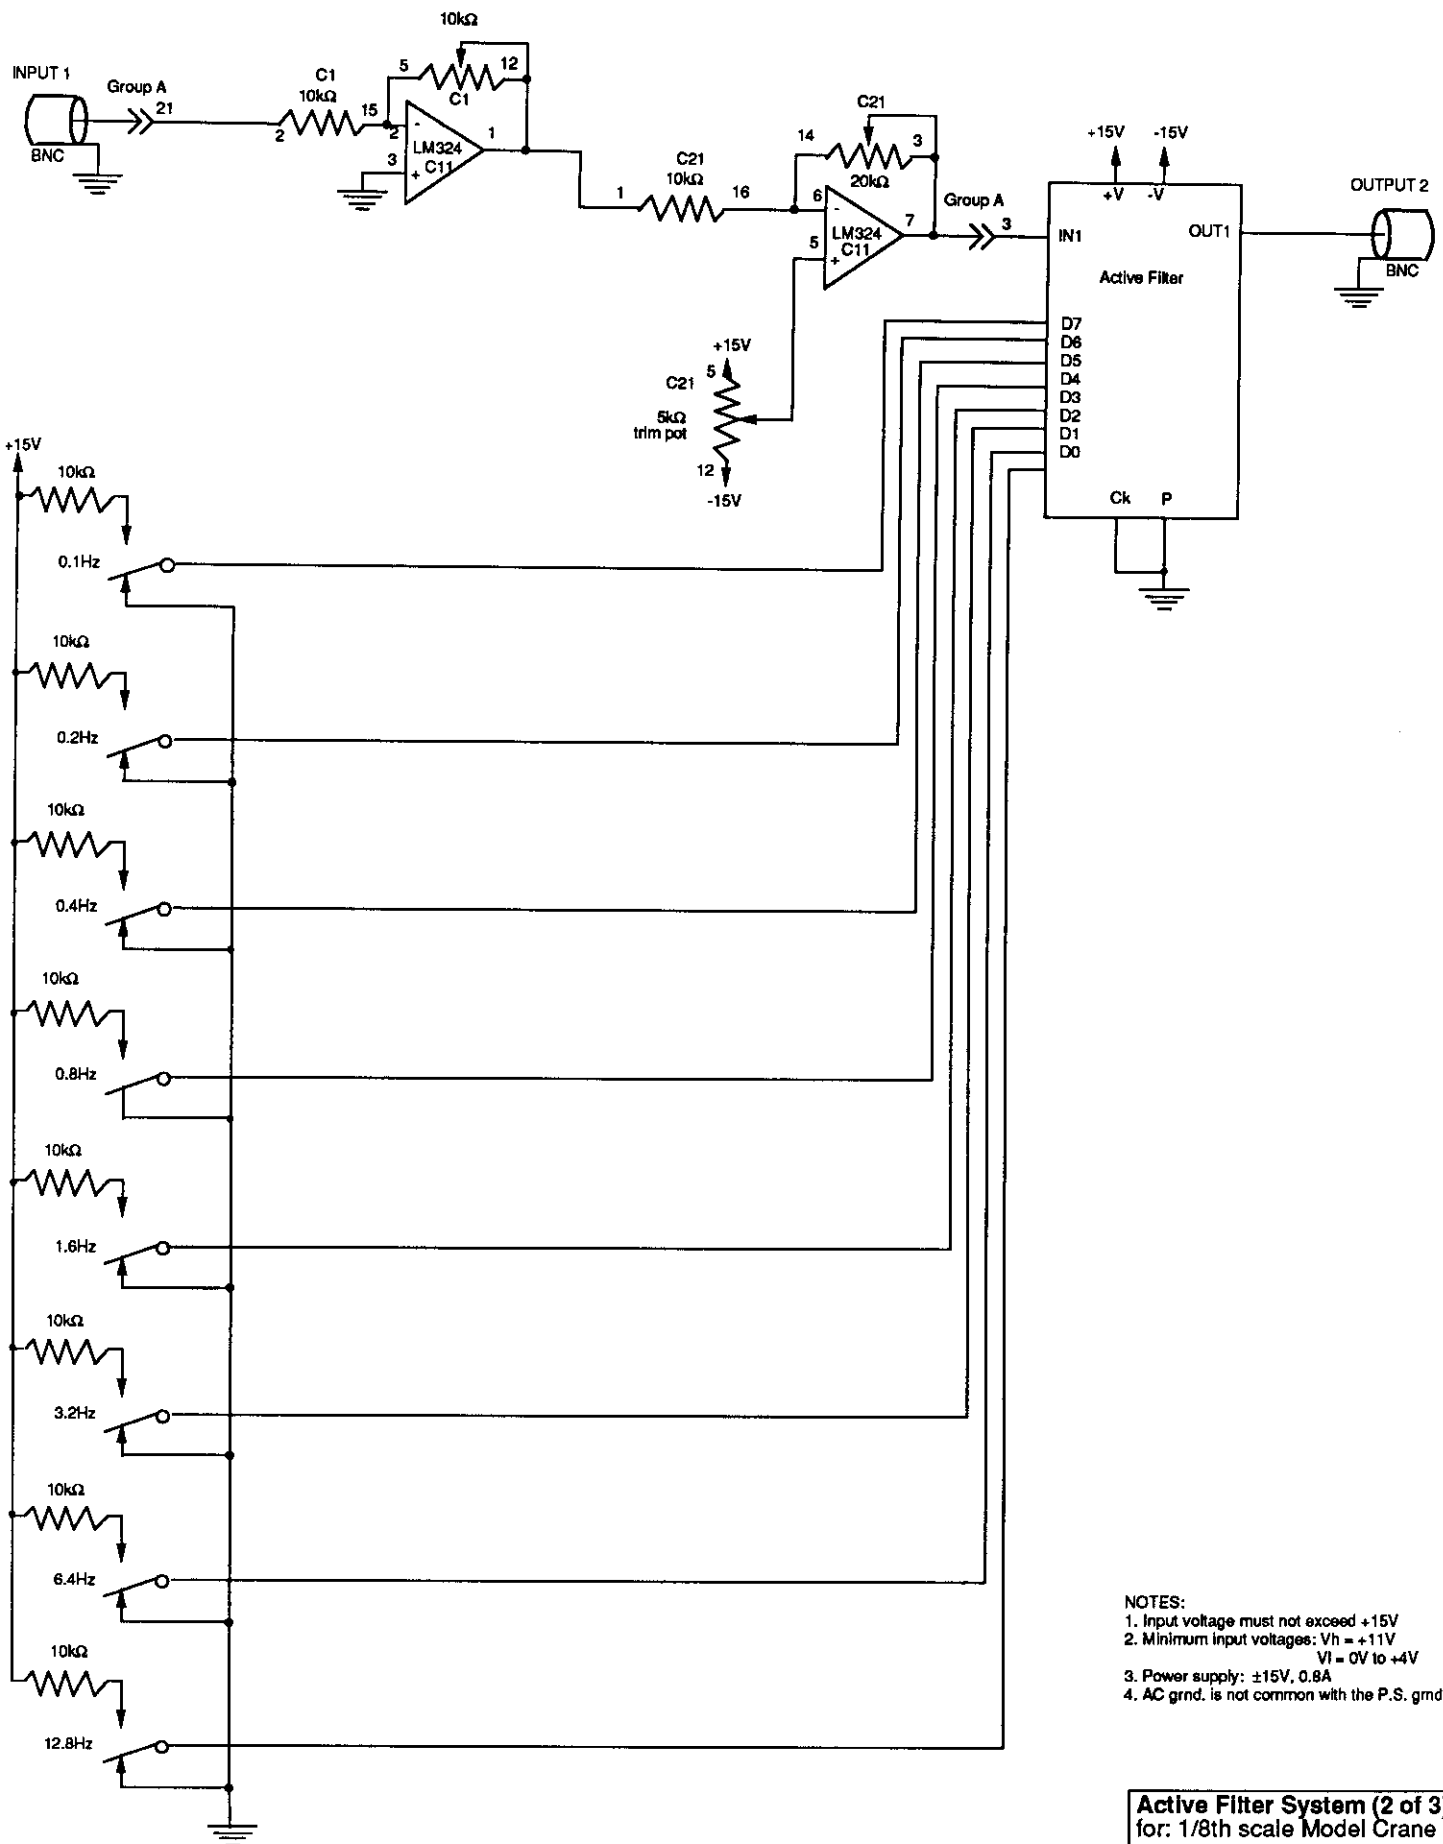 10kΩ
INPUT 1
Group A
21
BNC
C1
10kΩ
2
15
5
12
C1
2
-
LM324
C11
3
+
1
C21
10kΩ
1
16
C21
14
3
20kΩ
6
-
LM324
C11
5
+
7
Group A
3
+15V
-15V
+V
-V
IN1
OUT1
Active Filter
OUTPUT 2
BNC
D7
D6
D5
D4
D3
D2
D1
D0
Ck
P
+15V
5
C21
5kΩ
trim pot
12
-15V
+15V
10kΩ
0.1Hz
10kΩ
0.2Hz
10kΩ
0.4Hz
10kΩ
0.8Hz
10kΩ
1.6Hz
10kΩ
3.2Hz
10kΩ
6.4Hz
10kΩ
12.8Hz
NOTES:
1. Input voltage must not exceed +15V
2. Minimum input voltages: Vh = +11V
Vl = 0V to +4V
3. Power supply: ±15V, 0.8A
4. AC grnd. is not common with the P.S. grnd
Active Filter System (2 of 3)
for: 1/8th scale Model Crane